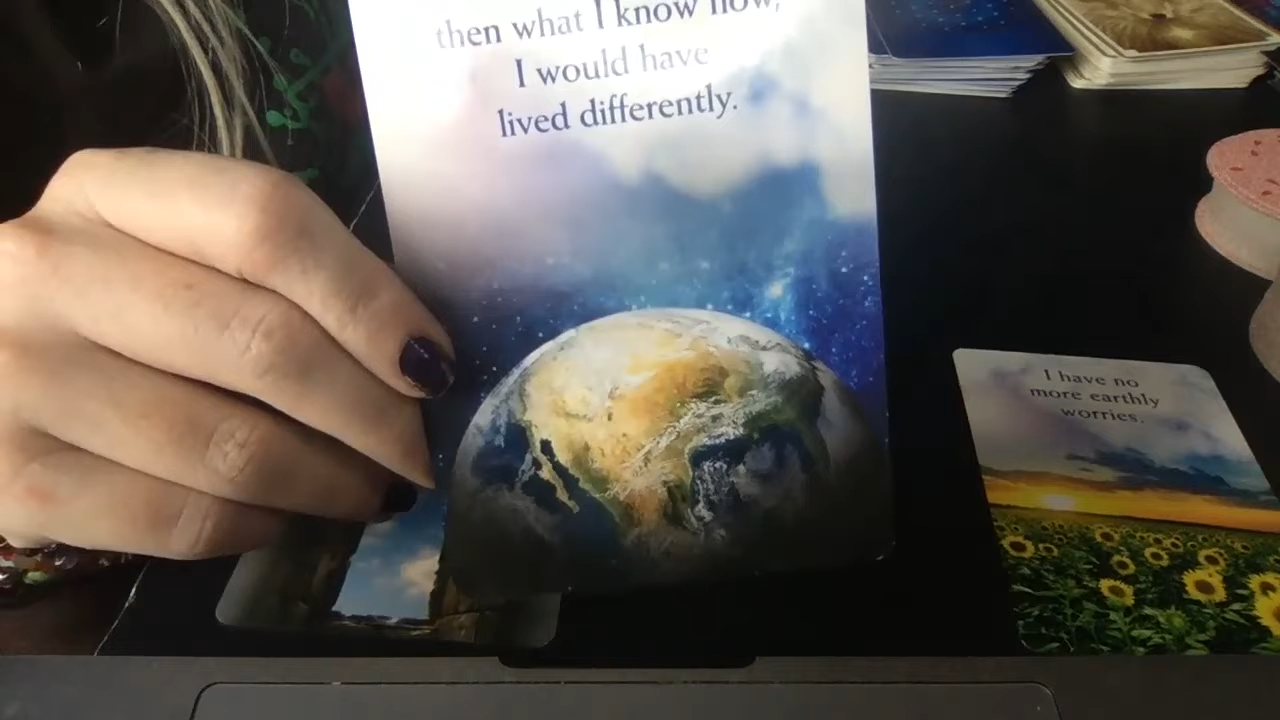 then what I know now,
I would have
lived differently.
I have no
more earthly
worries.